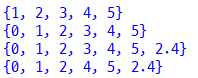 {1, 2, 3, 4, 5}
{0, 1, 2, 3, 4, 5}
{0, 1, 2, 3, 4, 5, 2.4}
{0, 1, 2, 4, 5, 2.4}